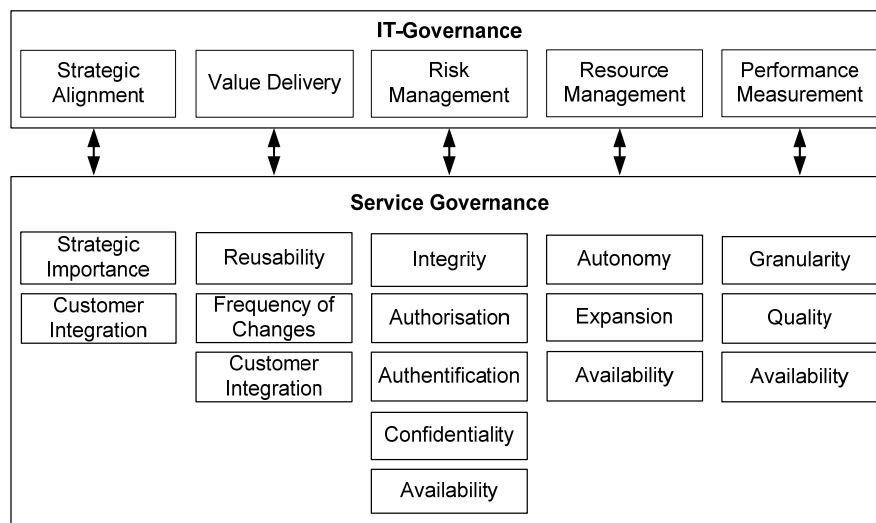 IT-Governance
Strategic
Alignment
Value Delivery
Risk
Management
Resource
Management
Performance
Measurement
Service Governance
Strategic
Importance
Customer
Integration
Reusability
Frequency of
Changes
Customer
Integration
Integrity
Authorisation
Authentification
Confidentiality
Availability
Autonomy
Expansion
Availability
Granularity
Quality
Availability